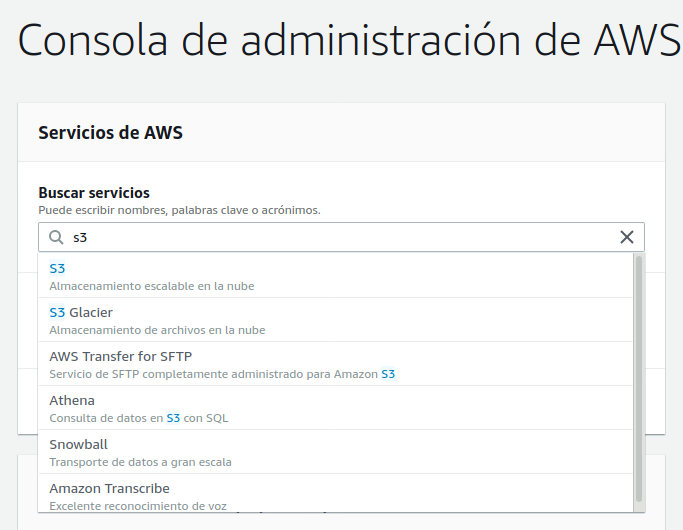 Consola de administración de AWS
Servicios de AWS
Buscar servicios
Puede escribir nombres, palabras clave o acrónimos.
s3
S3
Almacenamiento escalable en la nube
S3 Glacier
Almacenamiento de archivos en la nube
AWS Transfer for SFTP
Servicio de SFTP completamente administrado para Amazon S3
Athena
Consulta de datos en S3 con SQL
Snowball
Transporte de datos a gran escala
Amazon Transcribe
Excelente reconocimiento de voz